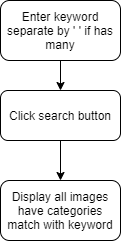 Enter keyword
separate by ' ' if has
many
Click search button
Display all images
have categories
match with keyword